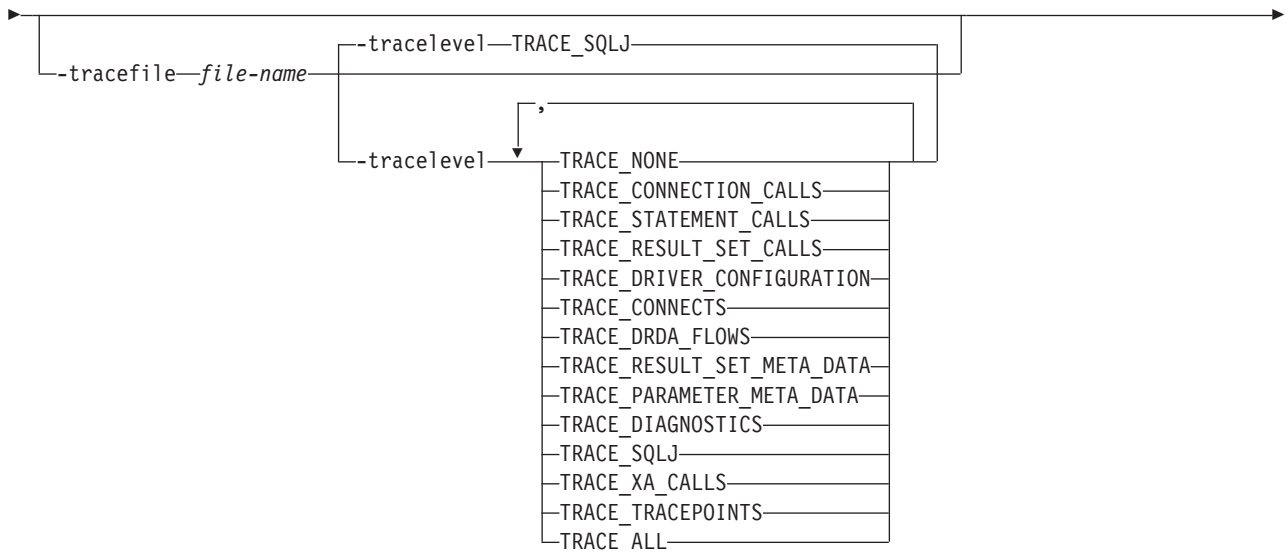 -tracelevel TRACE_SQLJ
-tracefile file-name
,
-tracelevel TRACE_NONE
TRACE_CONNECTION_CALLS
TRACE_STATEMENT_CALLS
TRACE_RESULT_SET_CALLS
TRACE_DRIVER_CONFIGURATION
TRACE_CONNECTS
TRACE_DRDA_FLOWS
TRACE_RESULT_SET_META_DATA
TRACE_PARAMETER_META_DATA
TRACE_DIAGNOSTICS
TRACE_SQLJ
TRACE_XA_CALLS
TRACE_TRACEPOINTS
TRACE_ALL